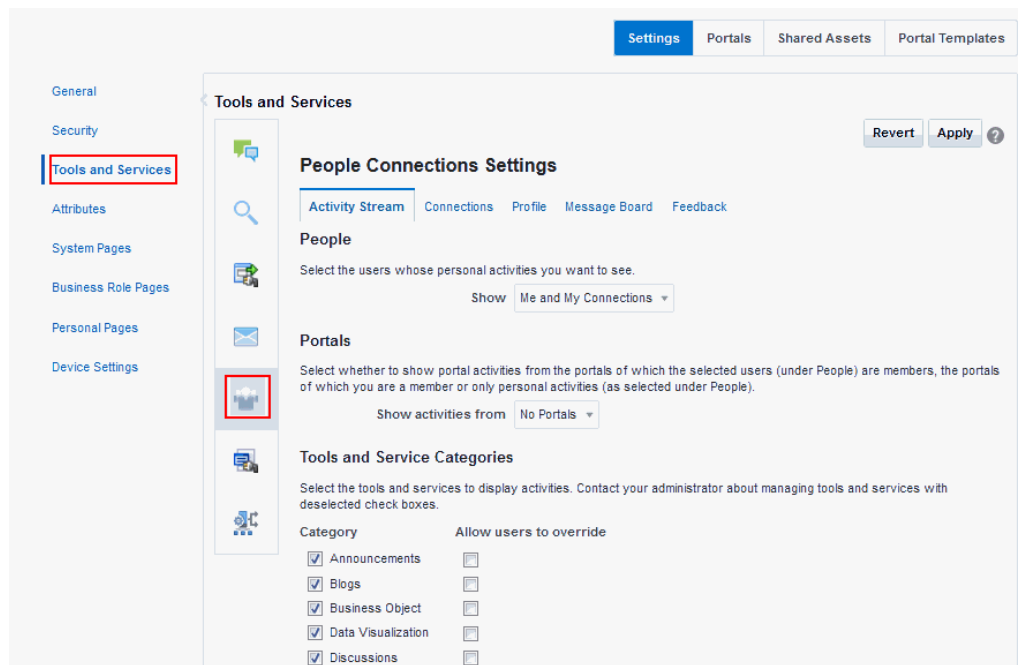 Settings Portals Shared Assets Portal Templates
General
Security
Tools and Services
Attributes
System Pages
Business Role Pages
Personal Pages
Device Settings
Tools and Services
Revert Apply ?
People Connections Settings
Activity Stream Connections Profile Message Board Feedback
People
Select the users whose personal activities you want to see.
Show Me and My Connections
Portals
Select whether to show portal activities from the portals of which the selected users (under People) are members, the portals
of which you are a member or only personal activities (as selected under People).
Show activities from No Portals
Tools and Service Categories
Select the tools and services to display activities. Contact your administrator about managing tools and services with
deselected check boxes.
Category Allow users to override
Announcements
Blogs
Business Object
Data Visualization
Discussions